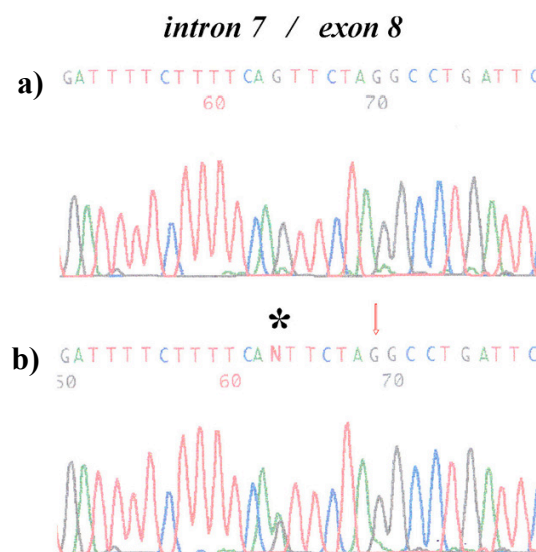 intron 7 / exon 8
a) GATTTTCTTTTCAGTTCTAGGCCTGATTC
60 70
*
b) GATTTTCTTTTCANTTCTAGGCCTGATTC
50 60 70